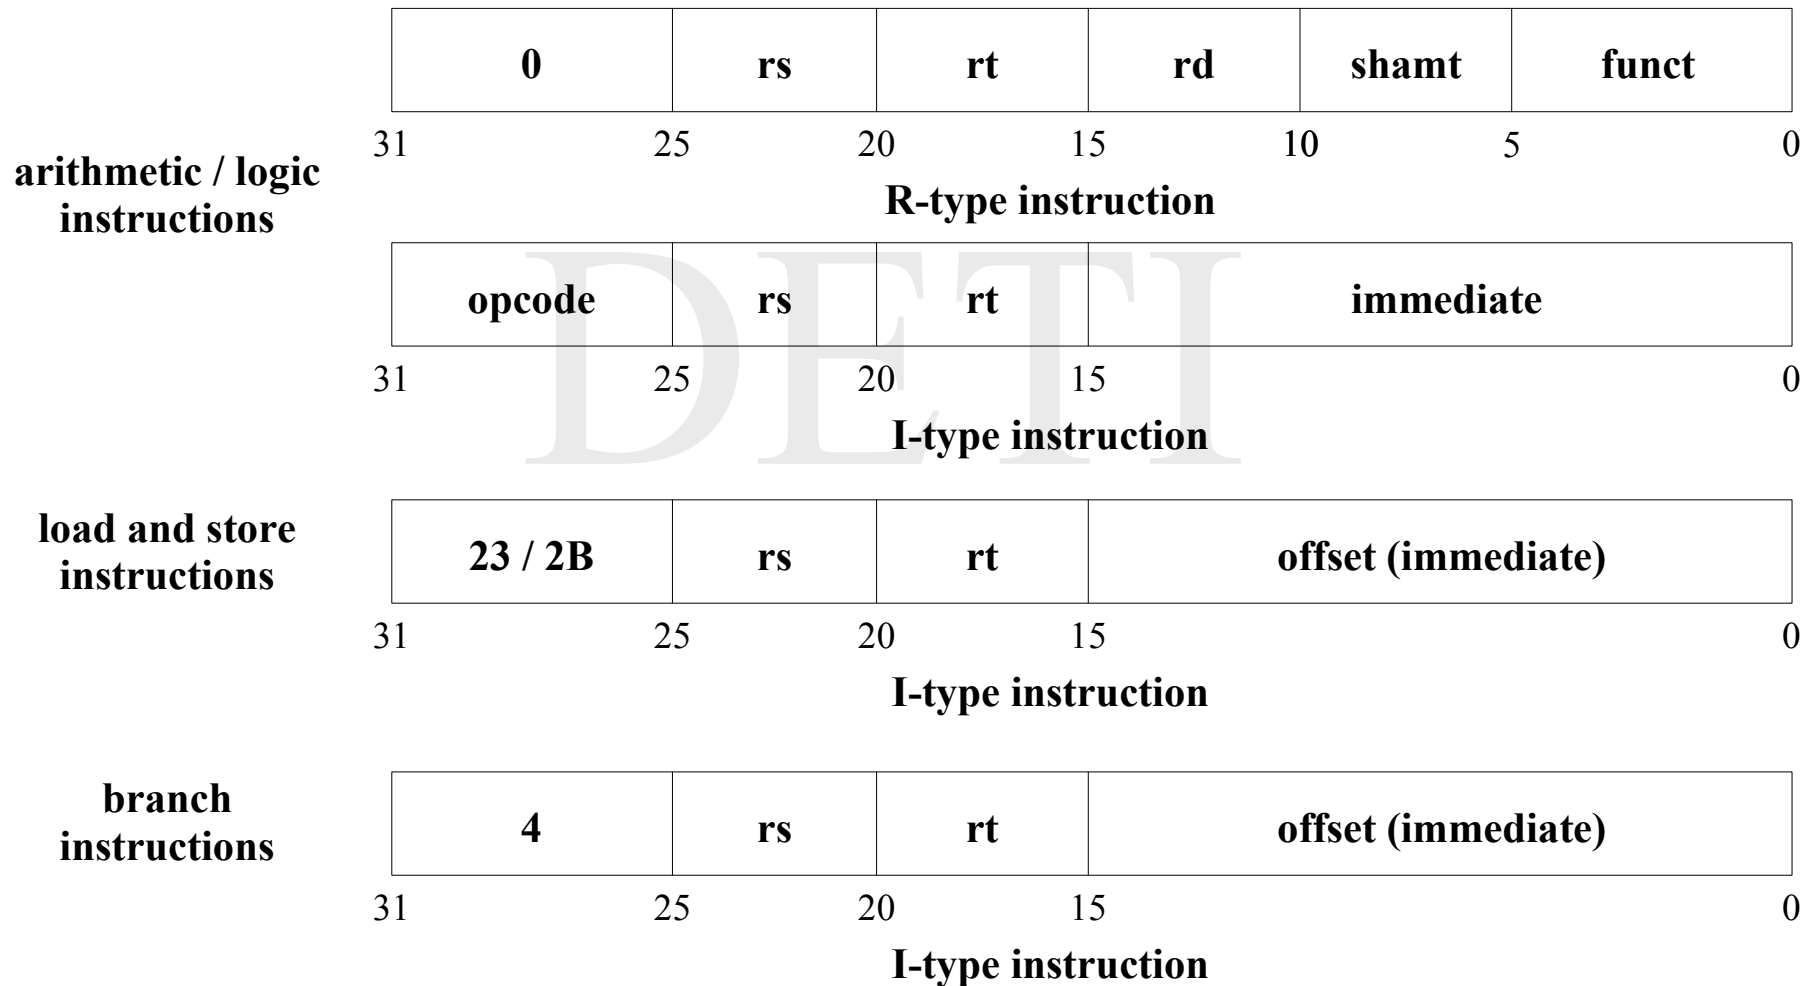 0 rs rt rd shamt funct
31 25 20 15 10 5 0
arithmetic / logic
instructions
R-type instruction
opcode rs rt immediate
31 25 20 15 0
I-type instruction
DETI
load and store
instructions
23 / 2B rs rt offset (immediate)
31 25 20 15 0
I-type instruction
branch
instructions
4 rs rt offset (immediate)
31 25 20 15 0
I-type instruction